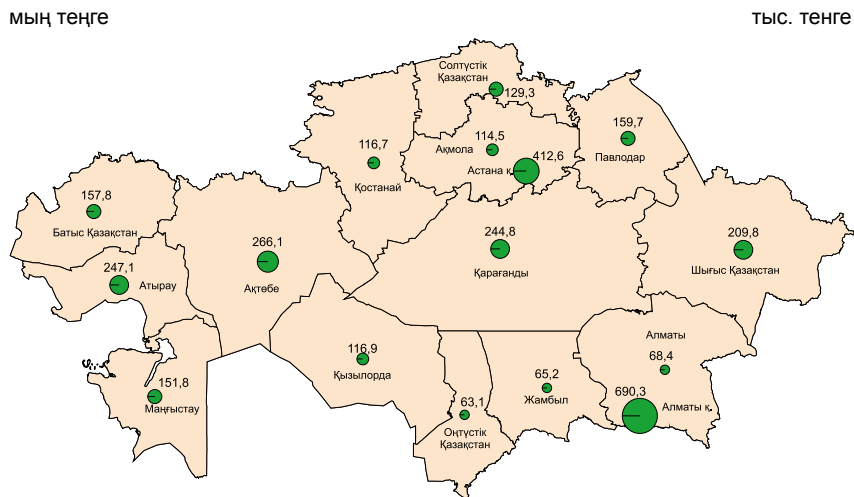 мың теңге
тыс. тенге
Солтүстік
Қазақстан
129,3
116,7
Қостанай
114,5
Ақмола
412,6
Астана қ.
159,7
Павлодар
157,8
Батыс Қазақстан
247,1
Атырау
266,1
Ақтөбе
244,8
Қарағанды
209,8
Шығыс Қазақстан
151,8
Маңғыстау
116,9
Қызылорда
63,1
Оңтүстік
Қазақстан
65,2
Жамбыл
Алматы
68,4
690,3
Алматы қ.